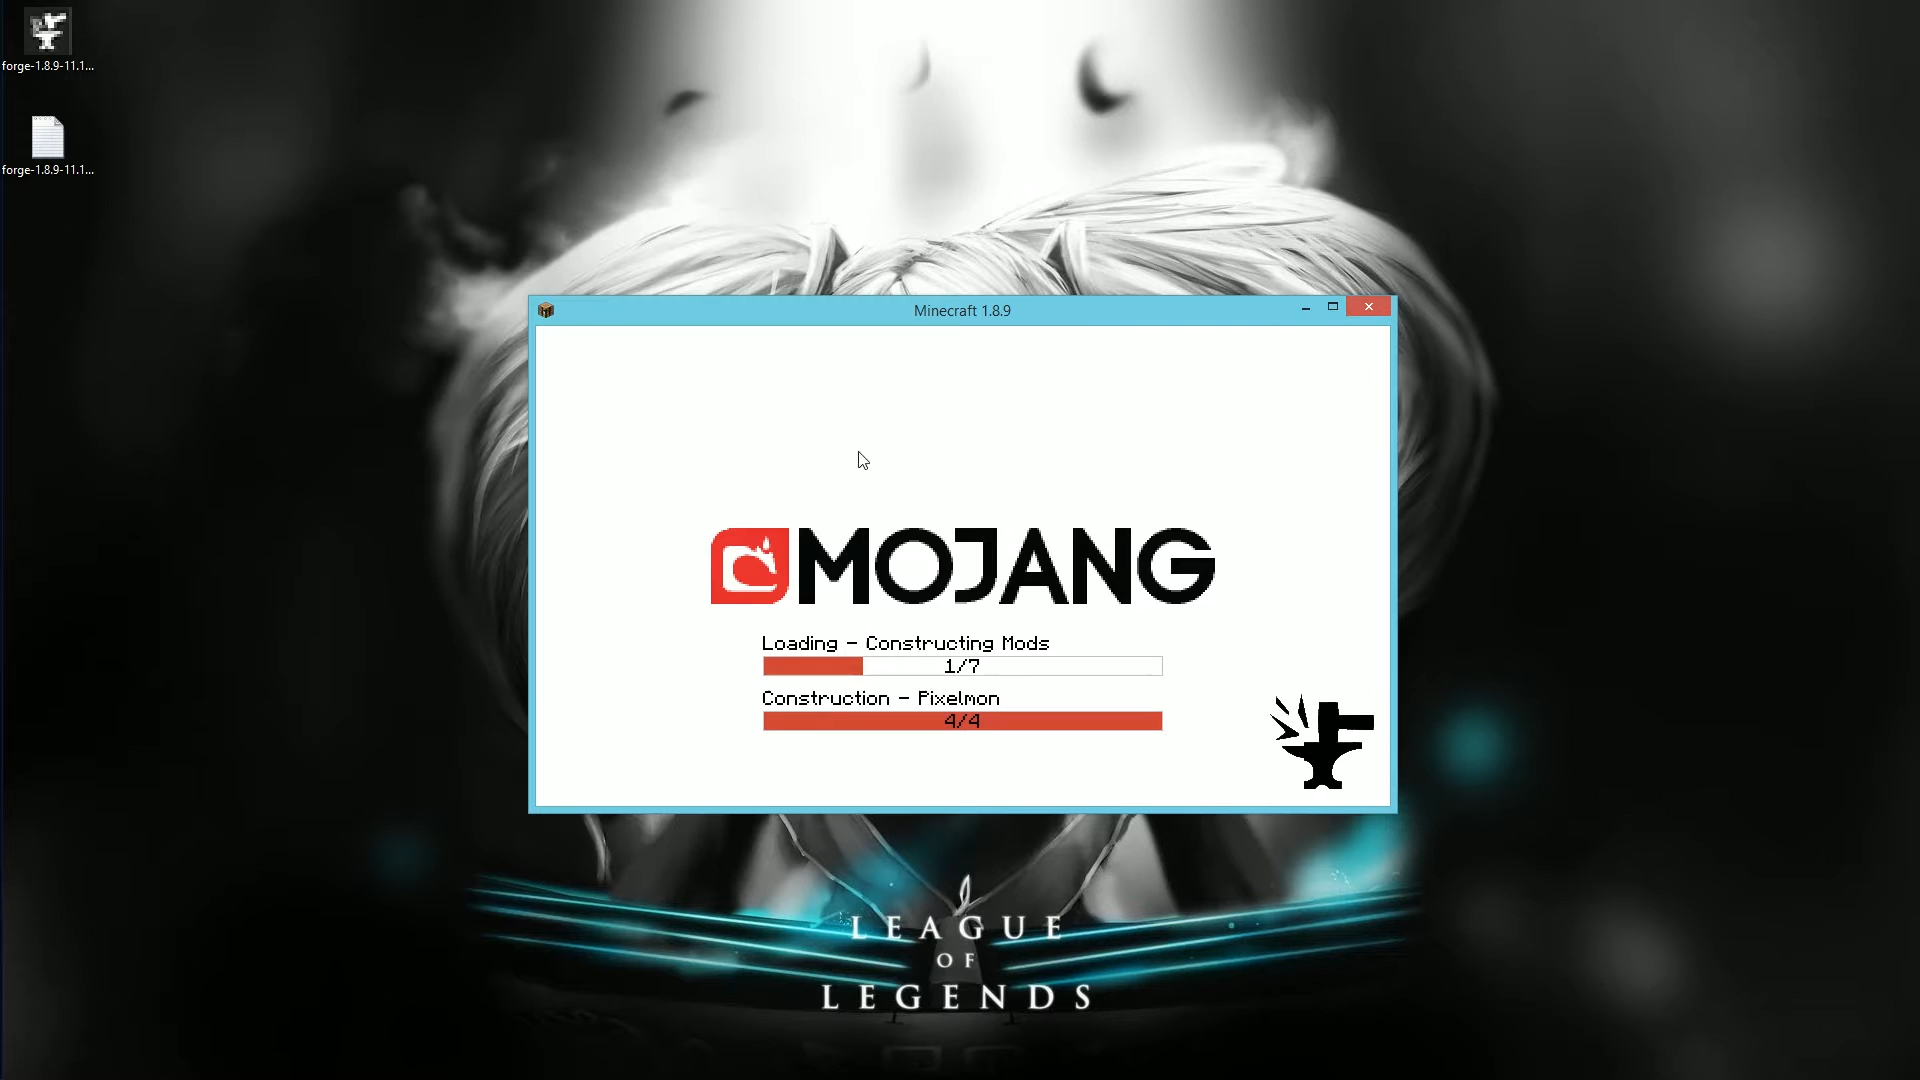 forge-1.8.9-11.1...
forge-1.8.9-11.1...
Minecraft 1.8.9
MOJANG
Loading - Constructing Mods
1/7
Construction - Pixelmon
4/4
LEAGUE
OF
LEGENDS